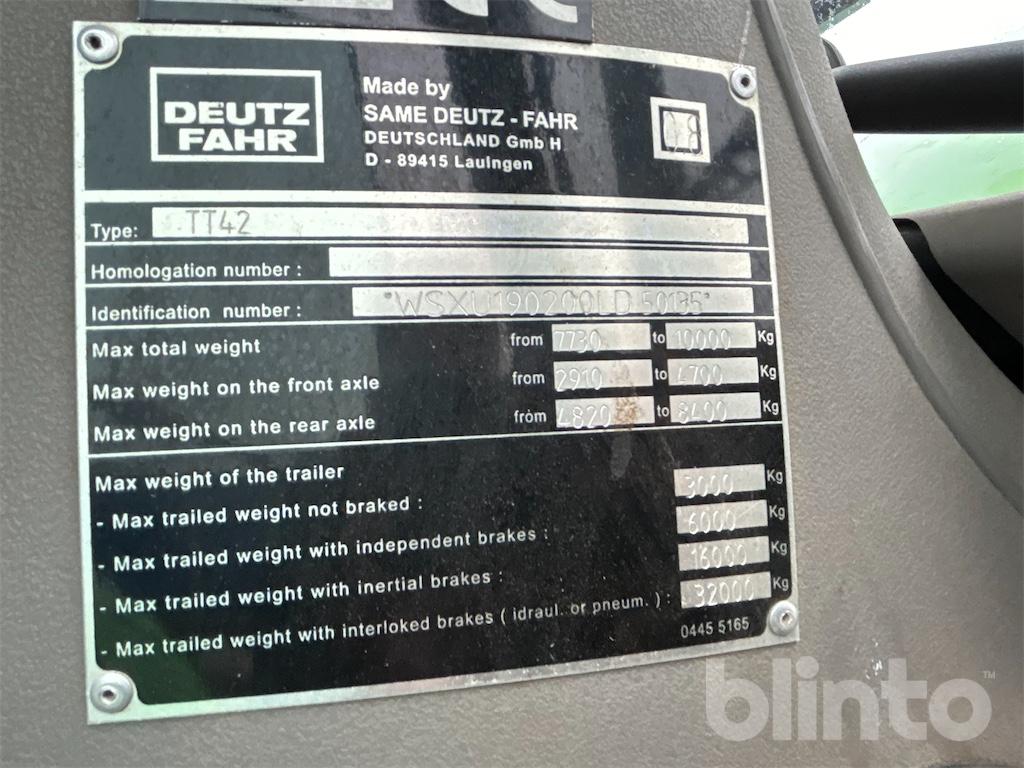 DEUTZ
FAHR
Made by
SAME DEUTZ - FAHR
DEUTSCHLAND Gmb H
D - 89415 Lauingen
Type: TT42
Homologation number :
Identification number : *WSXU190200LD50135*
Max total weight from 7730 to 10000 Kg
Max weight on the front axle from 2910 to 4700 Kg
Max weight on the rear axle from 4820 to 8400 Kg
Max weight of the trailer
- Max trailed weight not braked : 3000 Kg
- Max trailed weight with independent brakes : 6000 Kg
- Max trailed weight with inertial brakes : 16000 Kg
- Max trailed weight with interloked brakes ( idraul. or pneum. ) : 32000 Kg
0445 5165
blinto™